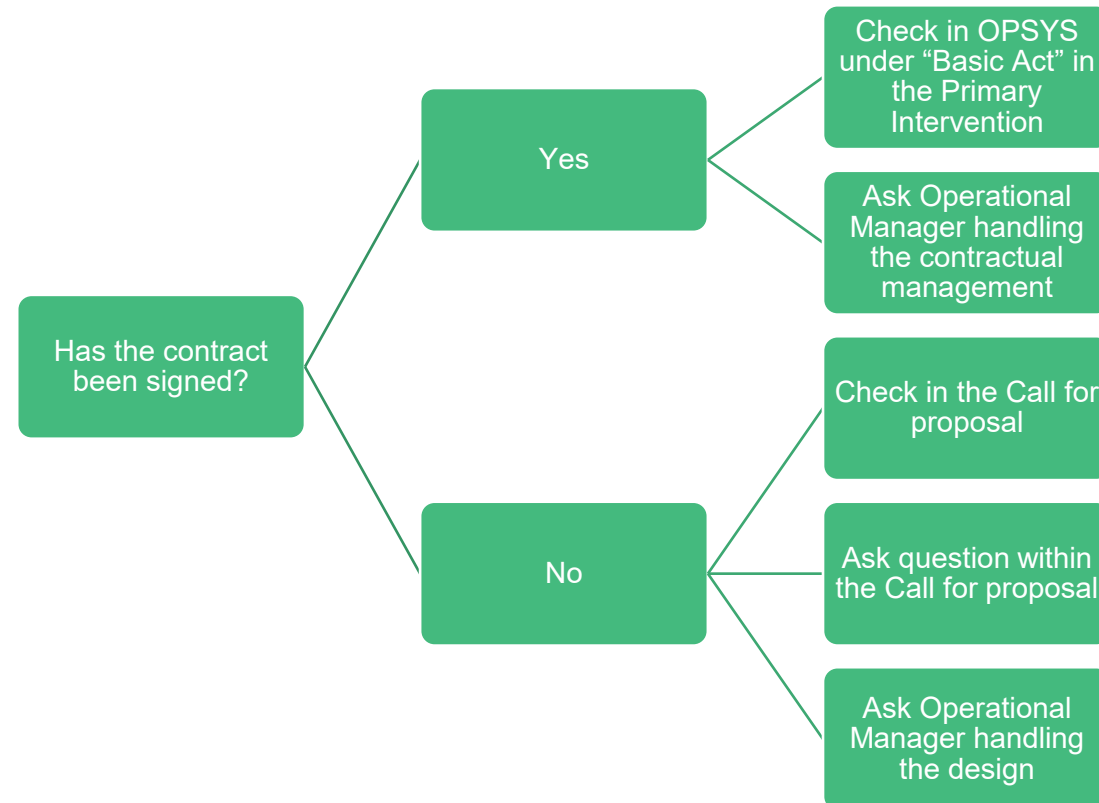 Has the contract
been signed?
Yes
Check in OPSYS
under “Basic Act” in
the Primary
Intervention
Ask Operational
Manager handling
the contractual
management
No
Check in the Call for
proposal
Ask question within
the Call for proposal
Ask Operational
Manager handling
the design